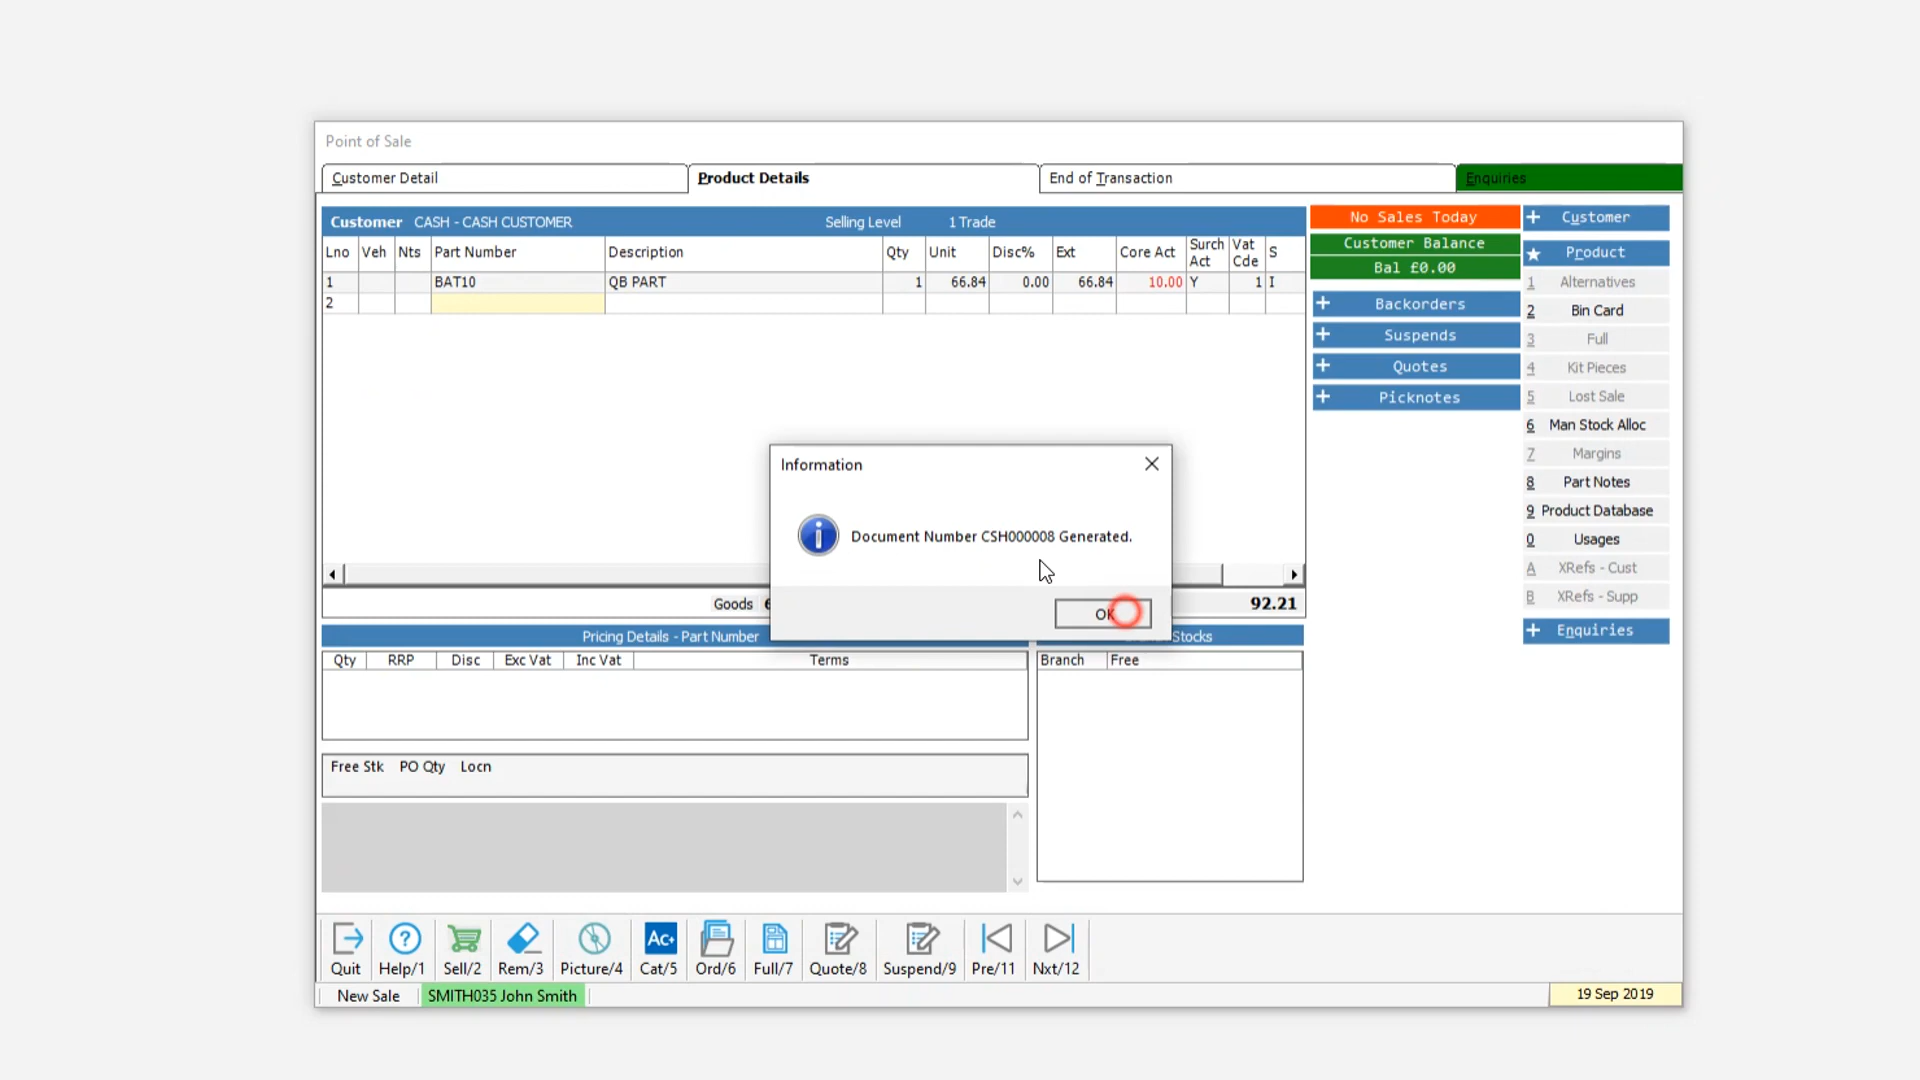 Point of Sale
Customer Detail
Product Details
End of Transaction
Enquiries
Customer CASH - CASH CUSTOMER Selling Level 1 Trade
Lno Veh Nts Part Number Description Qty Unit Disc% Ext Core Act Surch Act Vat Cde S
1 BAT10 QB PART 1 66.84 0.00 66.84 10.00 Y 1 I
2
No Sales Today
Customer Balance
Bal £0.00
+ Backorders
+ Suspends
+ Quotes
+ Picknotes
+ Customer
Product
1 Alternatives
2 Bin Card
3 Full
4 Kit Pieces
5 Lost Sale
6 Man Stock Alloc
7 Margins
8 Part Notes
9 Product Database
0 Usages
A XRefs - Cust
B XRefs - Supp
+ Enquiries
Information
Document Number CSH000008 Generated.
OK
Goods 92.21
Pricing Details - Part Number
Stocks
Qty RRP Disc Exc Vat Inc Vat Terms
Branch Free
Free Stk PO Qty Locn
Ac+
Quit Help/1 Sell/2 Rem/3 Picture/4 Cat/5 Ord/6 Full/7 Quote/8 Suspend/9 Pre/11 Nxt/12
New Sale SMITH035 John Smith 19 Sep 2019